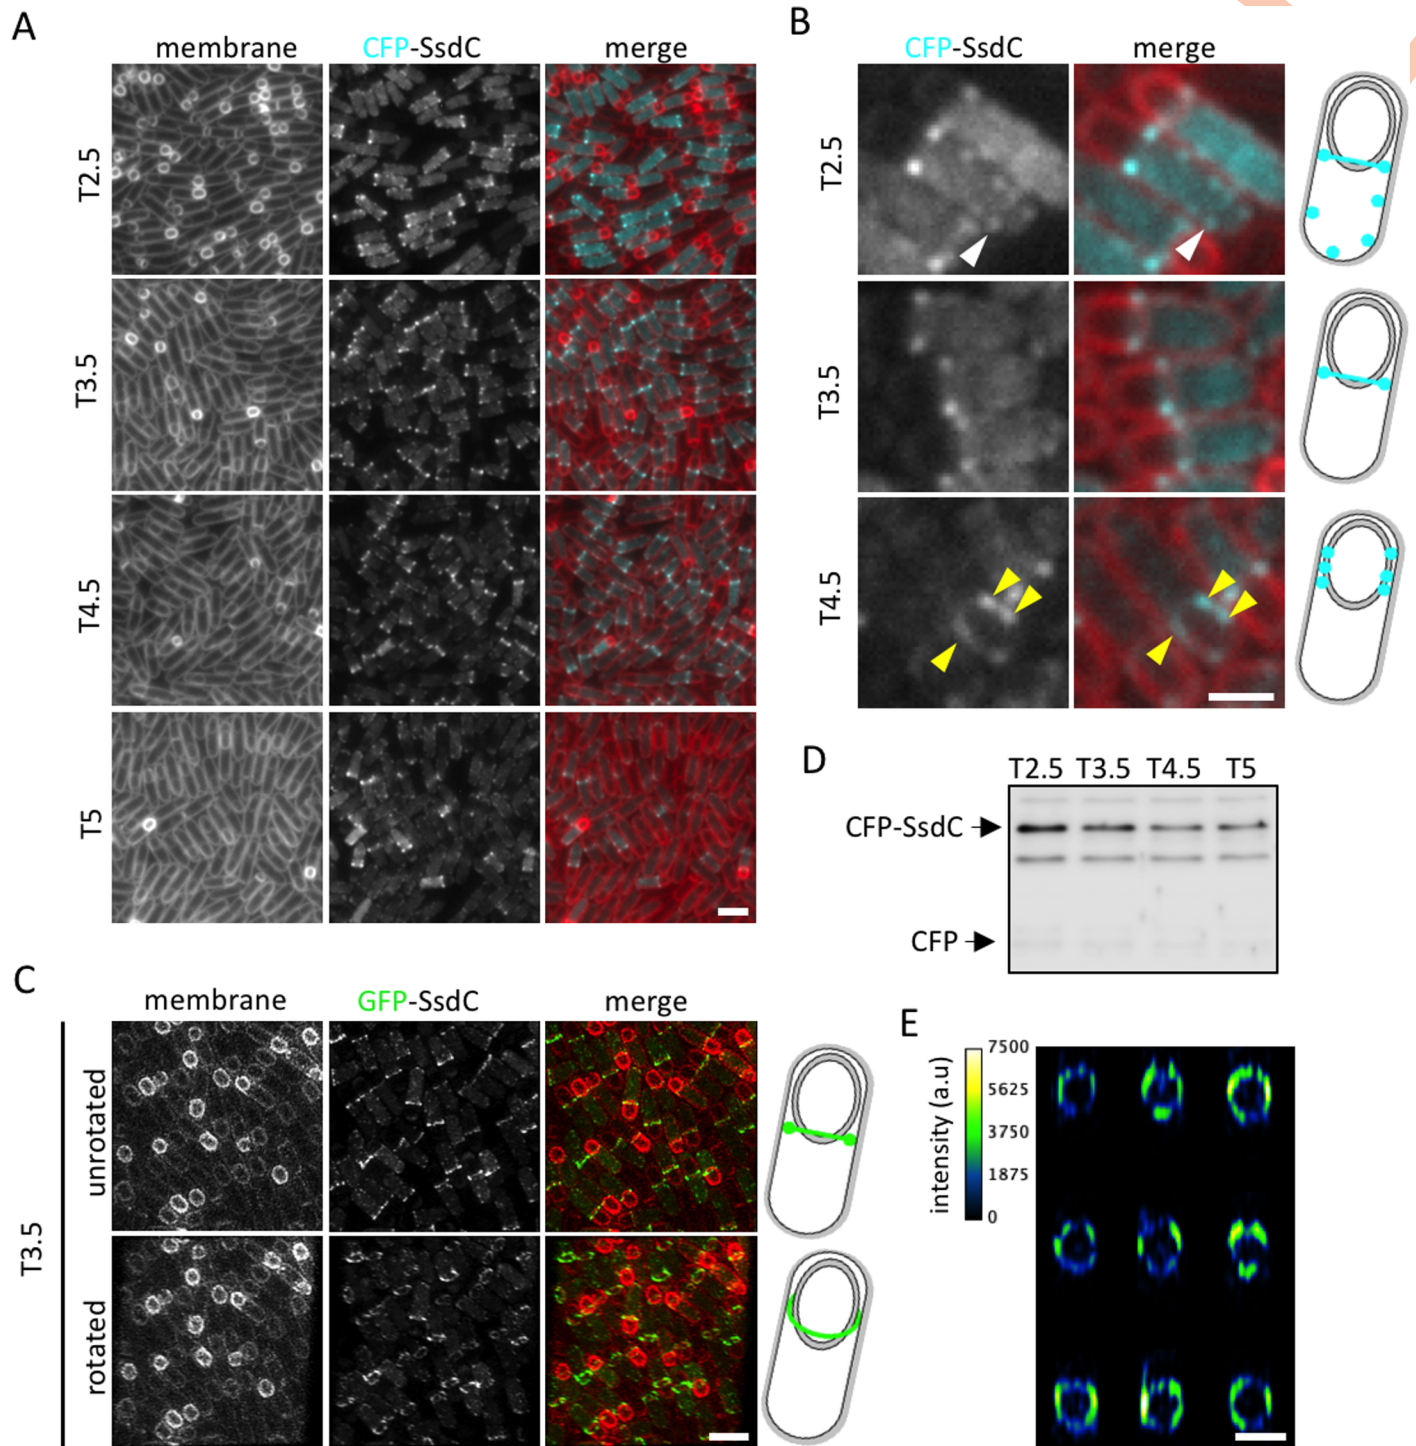 A
membrane CFP-SsdC merge
T2.5
T3.5
T4.5
T5
B
CFP-SsdC merge
T2.5
T3.5
T4.5
D
T2.5 T3.5 T4.5 T5
CFP-SsdC
CFP
C
membrane GFP-SsdC merge
T3.5
unrotated
rotated
E
intensity (a.u)
7500
5625
3750
1875
0